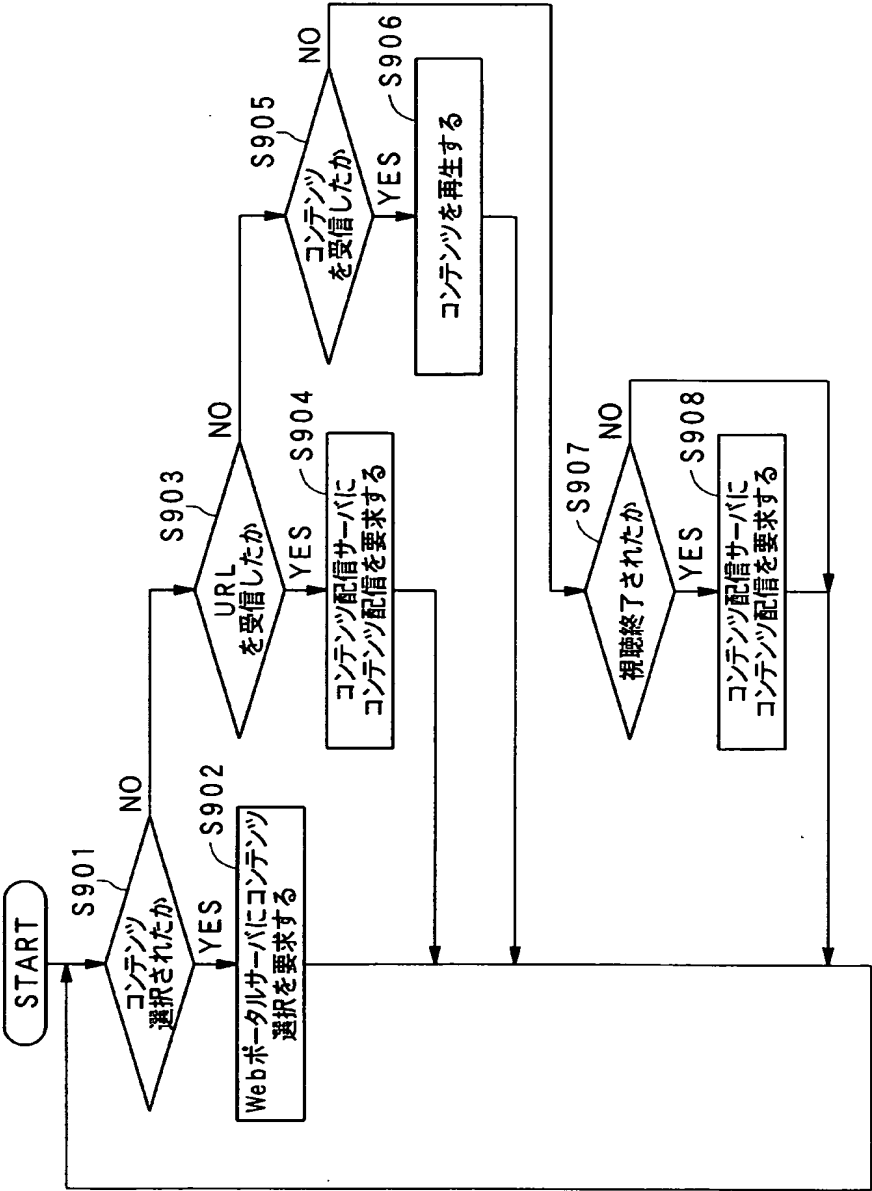 START
S901
コンテンツ
選択されたか
NO
YES
S902
Webポータルサーバにコンテンツ
選択を要求する
S903
URL
を受信したか
NO
YES
S904
コンテンツ配信サーバに
コンテンツ配信を要求する
S905
コンテンツ
を受信したか
NO
YES
S906
コンテンツを再生する
S907
視聴終了されたか
NO
YES
S908
コンテンツ配信サーバに
コンテンツ配信を要求する